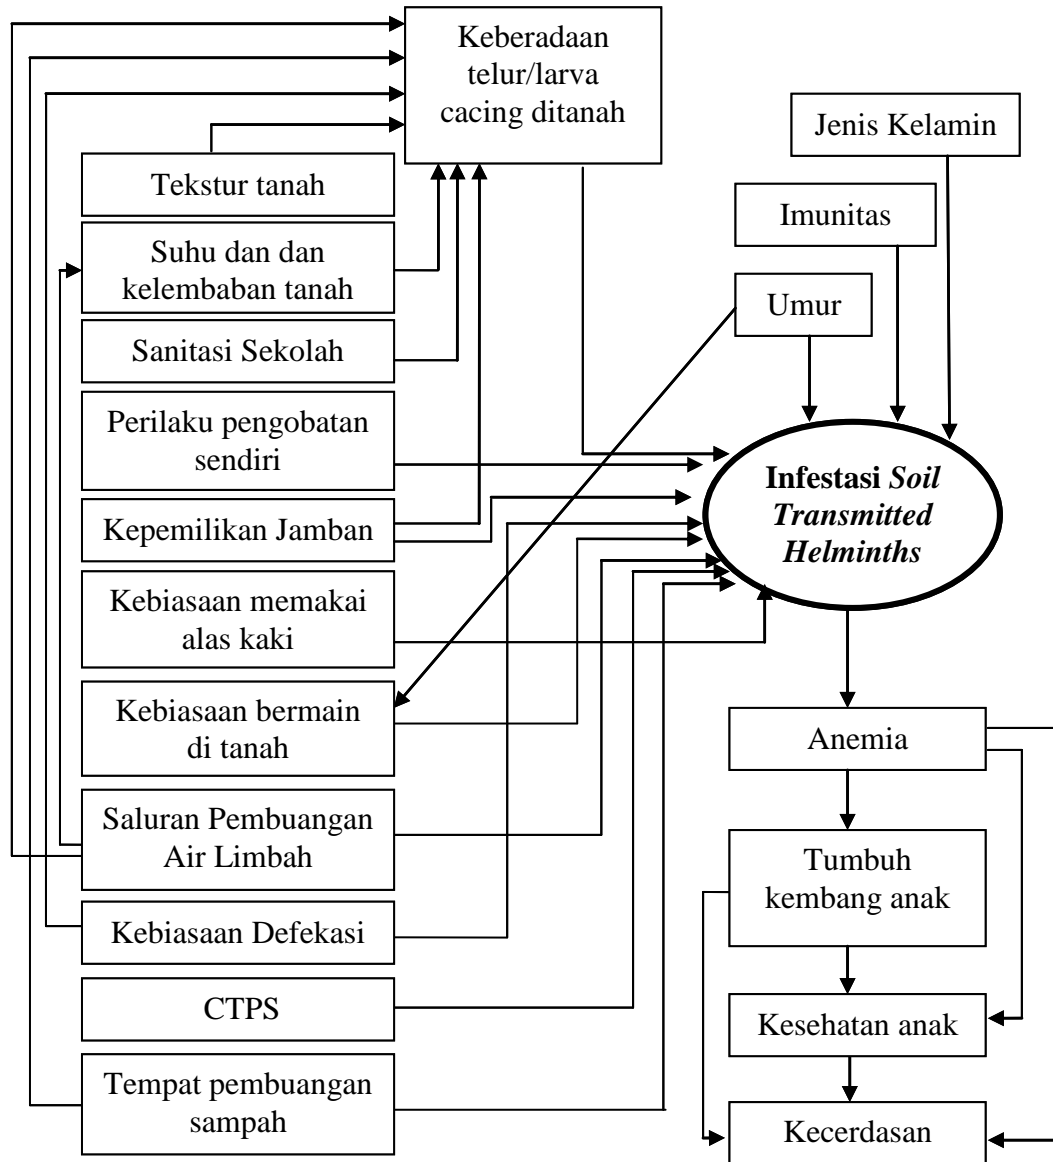 Keberadaan
telur/larva
cacing ditanah
Jenis Kelamin
Tekstur tanah
Imunitas
Suhu dan dan
kelembaban tanah
Umur
Sanitasi Sekolah
Perilaku pengobatan
sendiri
Infestasi Soil
Transmitted
Helminths
Kepemilikan Jamban
Kebiasaan memakai
alas kaki
Kebiasaan bermain
di tanah
Anemia
Saluran Pembuangan
Air Limbah
Tumbuh
kembang anak
Kebiasaan Defekasi
CTPS
Kesehatan anak
Tempat pembuangan
sampah
Kecerdasan